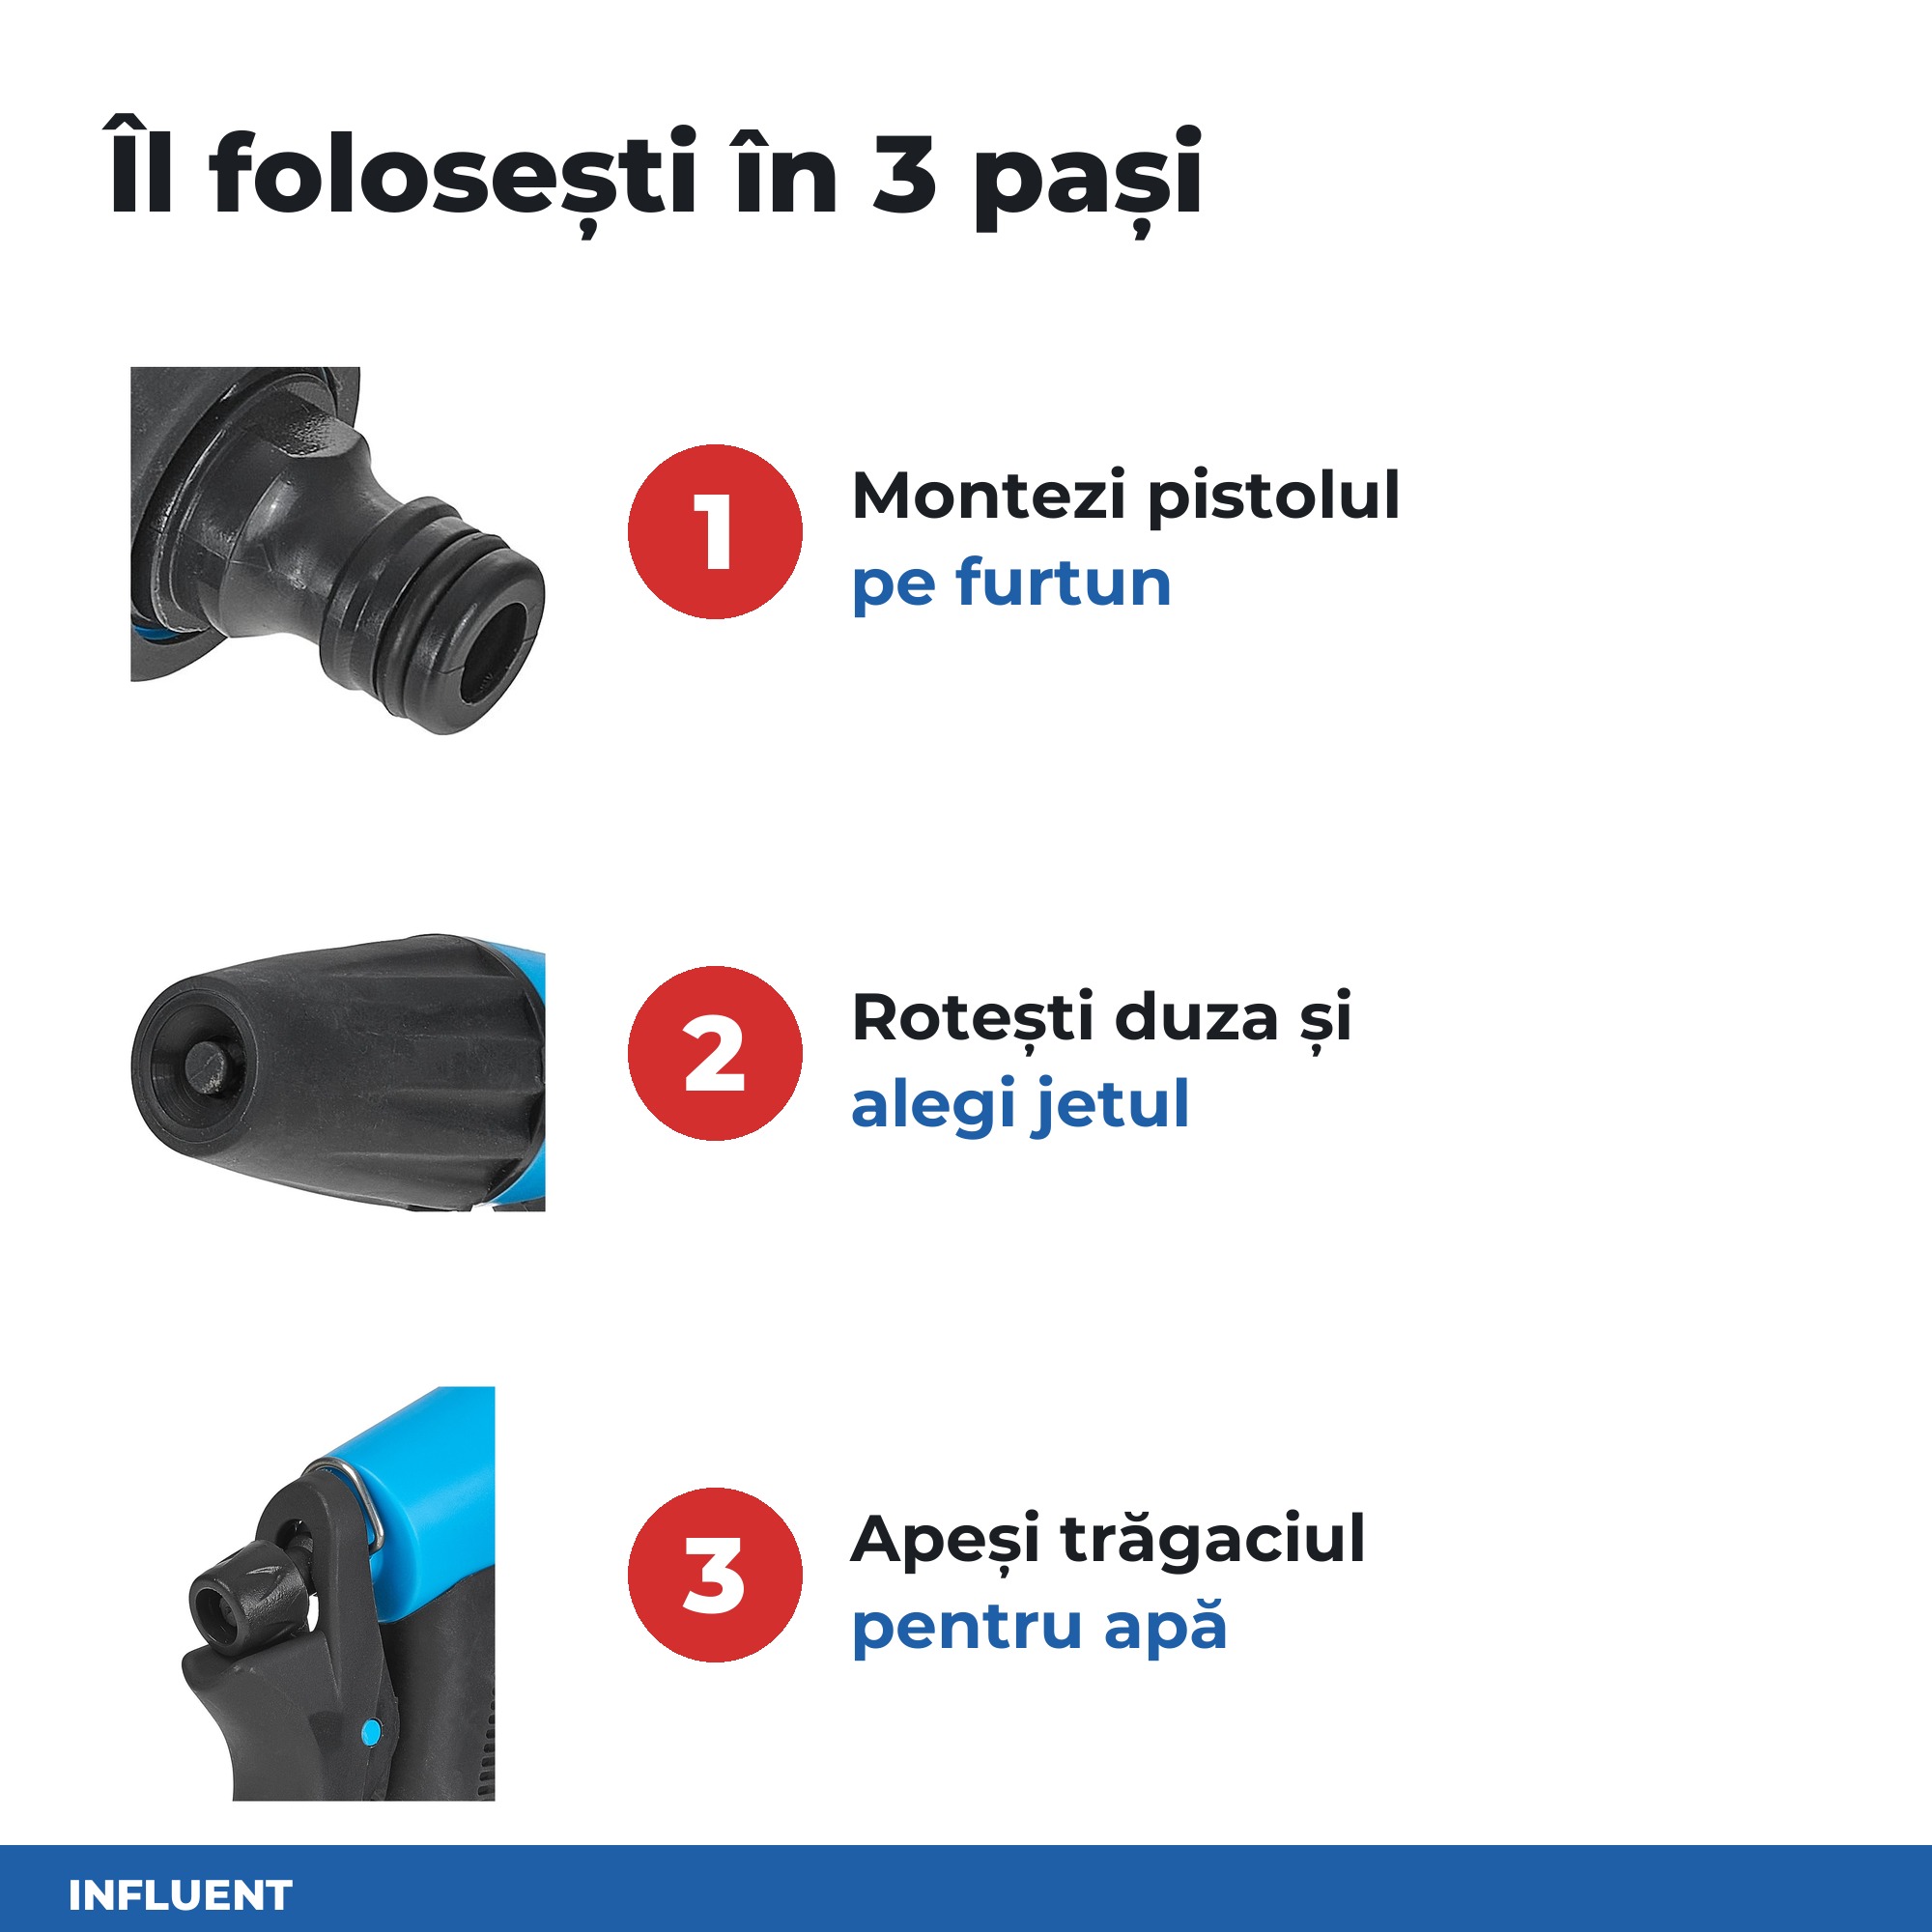 Îl folosești în 3 pași
1
Montezi pistolul
pe furtun
2
Rotești duza și
alegi jetul
3
Apeși trăgaciul
pentru apă
INFLUENT